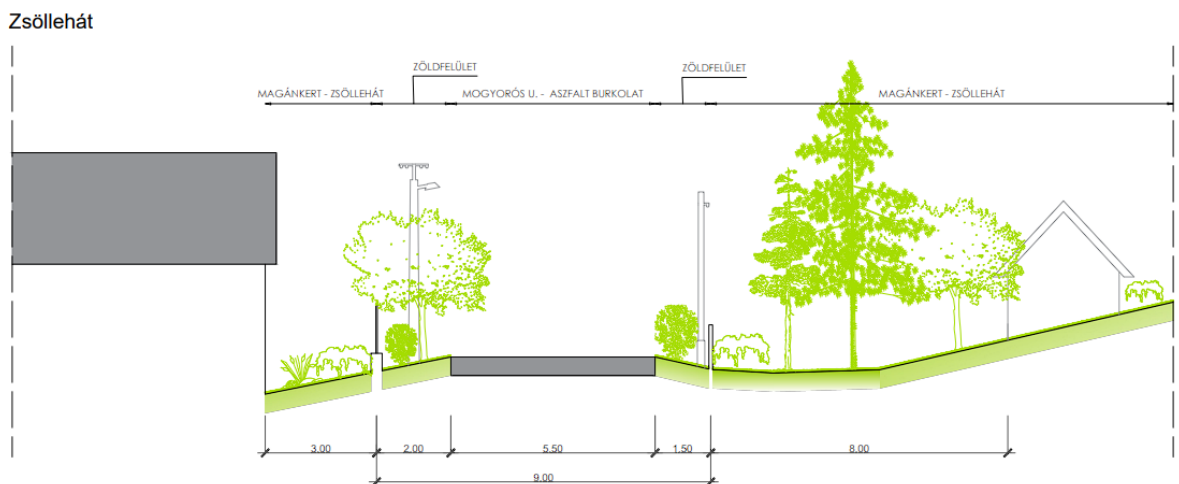 Zsöllehát
ZÖLDFELÜLET
ZÖLDFELÜLET
MAGÁNKERT - ZSÖLLEHÁT
MOGYORÓS U. - ASZFALT BURKOLAT
MAGÁNKERT - ZSÖLLEHÁT
3.00
2.00
5.50
1.50
8.00
9.00